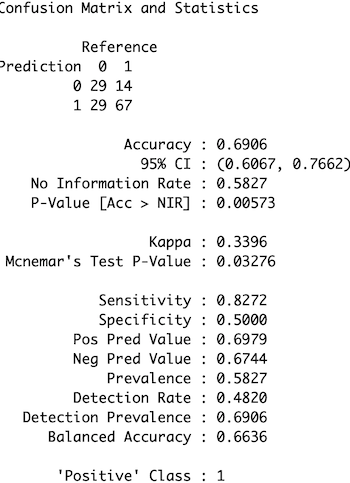 Confusion Matrix and Statistics
Reference
Prediction 0 1
0 29 14
1 29 67
Accuracy : 0.6906
95% CI : (0.6067, 0.7662)
No Information Rate : 0.5827
P-Value [Acc > NIR] : 0.00573
Kappa : 0.3396
Mcnemar's Test P-Value : 0.03276
Sensitivity : 0.8272
Specificity : 0.5000
Pos Pred Value : 0.6979
Neg Pred Value : 0.6744
Prevalence : 0.5827
Detection Rate : 0.4820
Detection Prevalence : 0.6906
Balanced Accuracy : 0.6636
'Positive' Class : 1